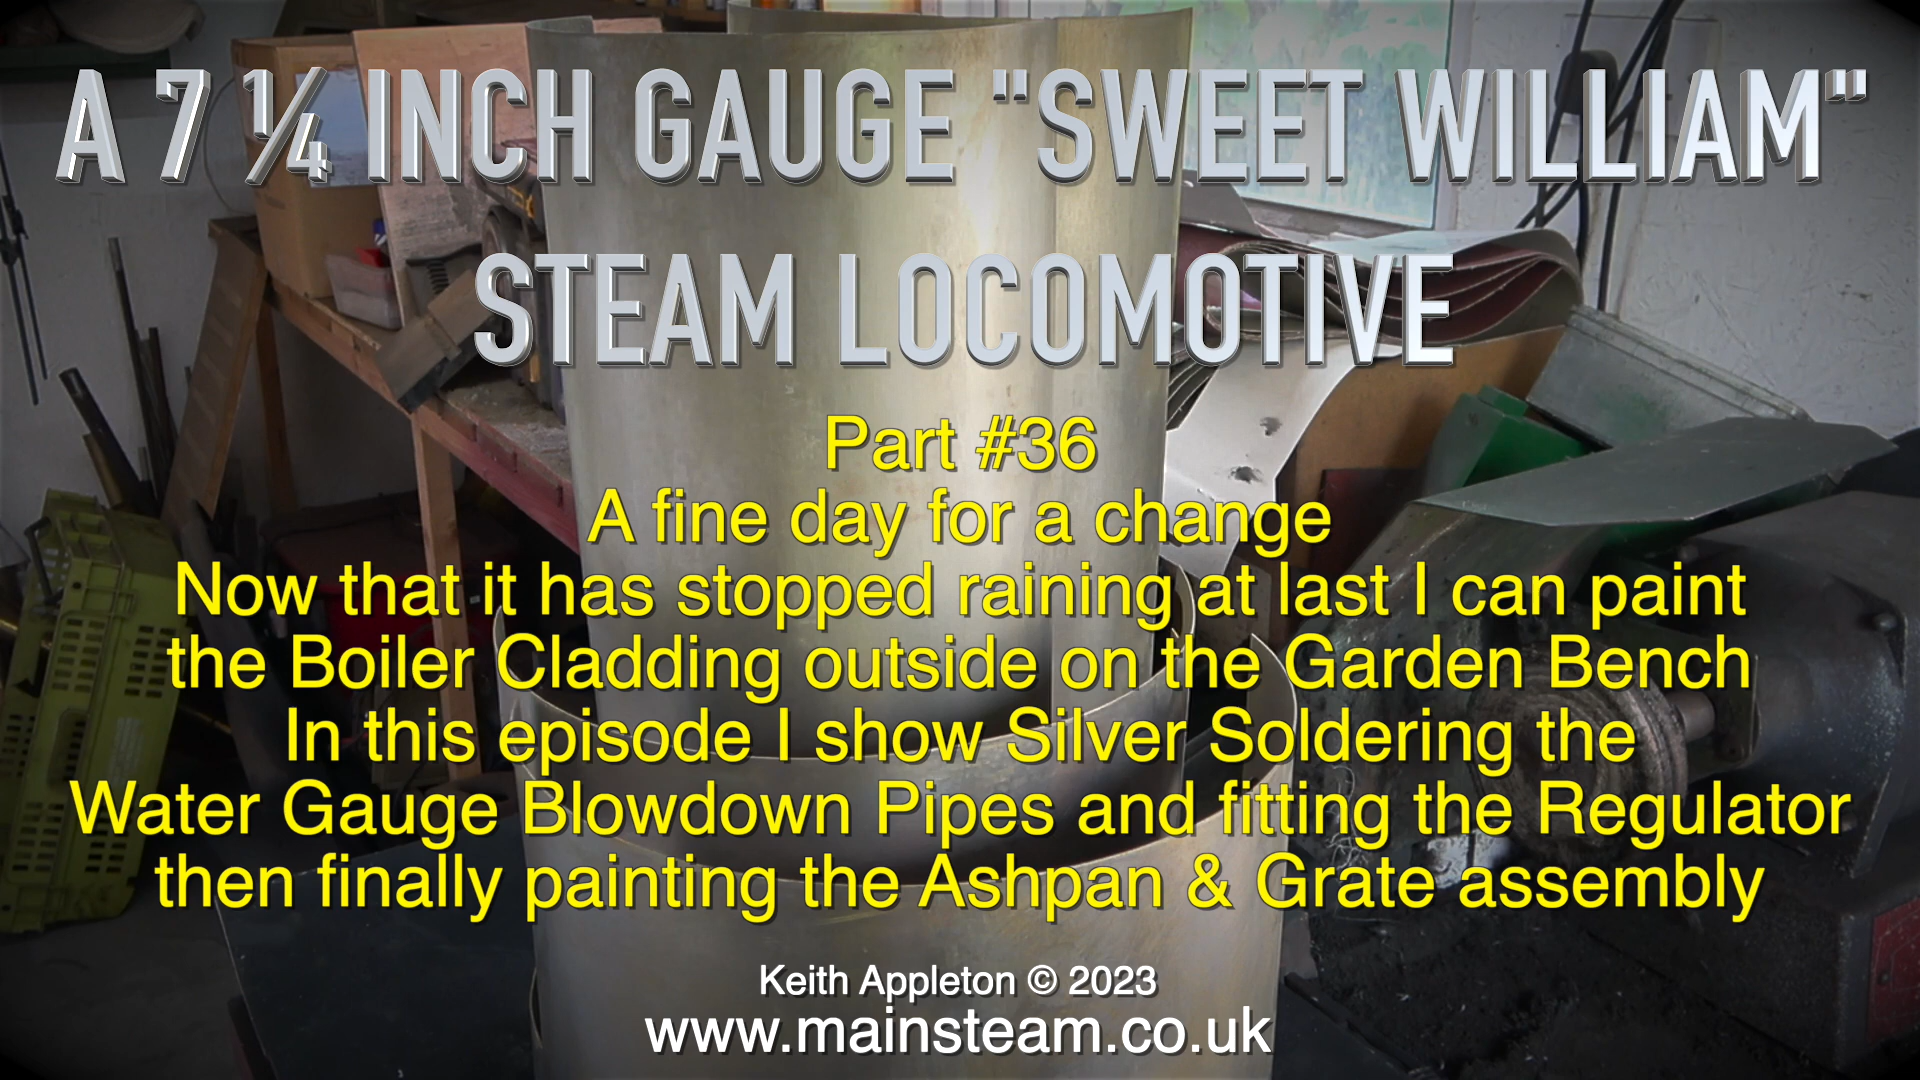 A 7 ¼ INCH GAUGE "SWEET WILLIAM"
STEAM LOCOMOTIVE
Part #36
A fine day for a change
Now that it has stopped raining at last I can paint
the Boiler Cladding outside on the Garden Bench
In this episode I show Silver Soldering the
Water Gauge Blowdown Pipes and fitting the Regulator
then finally painting the Ashpan & Grate assembly
Keith Appleton © 2023
www.mainsteam.co.uk